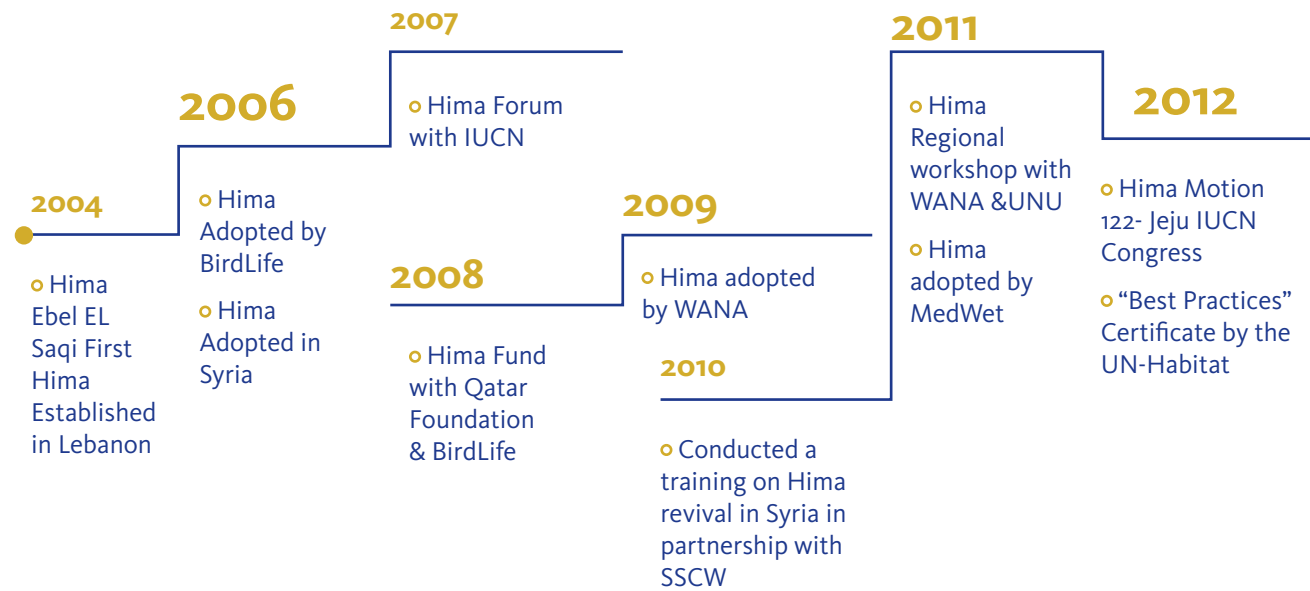 2004
Hima
Ebel EL
Saqi First
Hima
Established
in Lebanon
2006
Hima
Adopted by
BirdLife
Hima
Adopted in
Syria
2007
Hima Forum
with IUCN
2008
Hima Fund
with Qatar
Foundation
& BirdLife
2009
Hima adopted
by WANA
2010
Conducted a
training on Hima
revival in Syria in
partnership with
SSCW
2011
Hima
Regional
workshop with
WANA &UNU
Hima
adopted by
MedWet
2012
Hima Motion
122- Jeju IUCN
Congress
“Best Practices”
Certificate by the
UN-Habitat